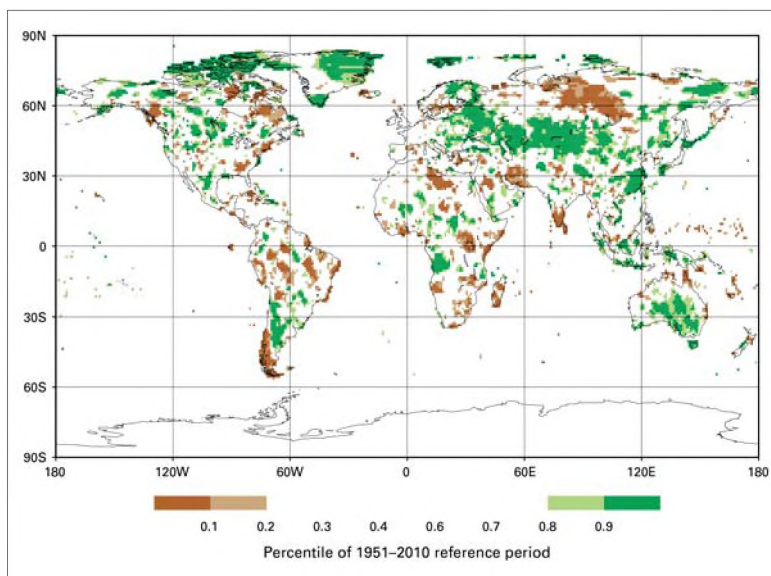 90N
60N
30N
0
30S
60S
90S
180 120W 60W 0 60E 120E 180
0.1 0.2 0.3 0.4 0.6 0.7 0.8 0.9
Percentile of 1951–2010 reference period